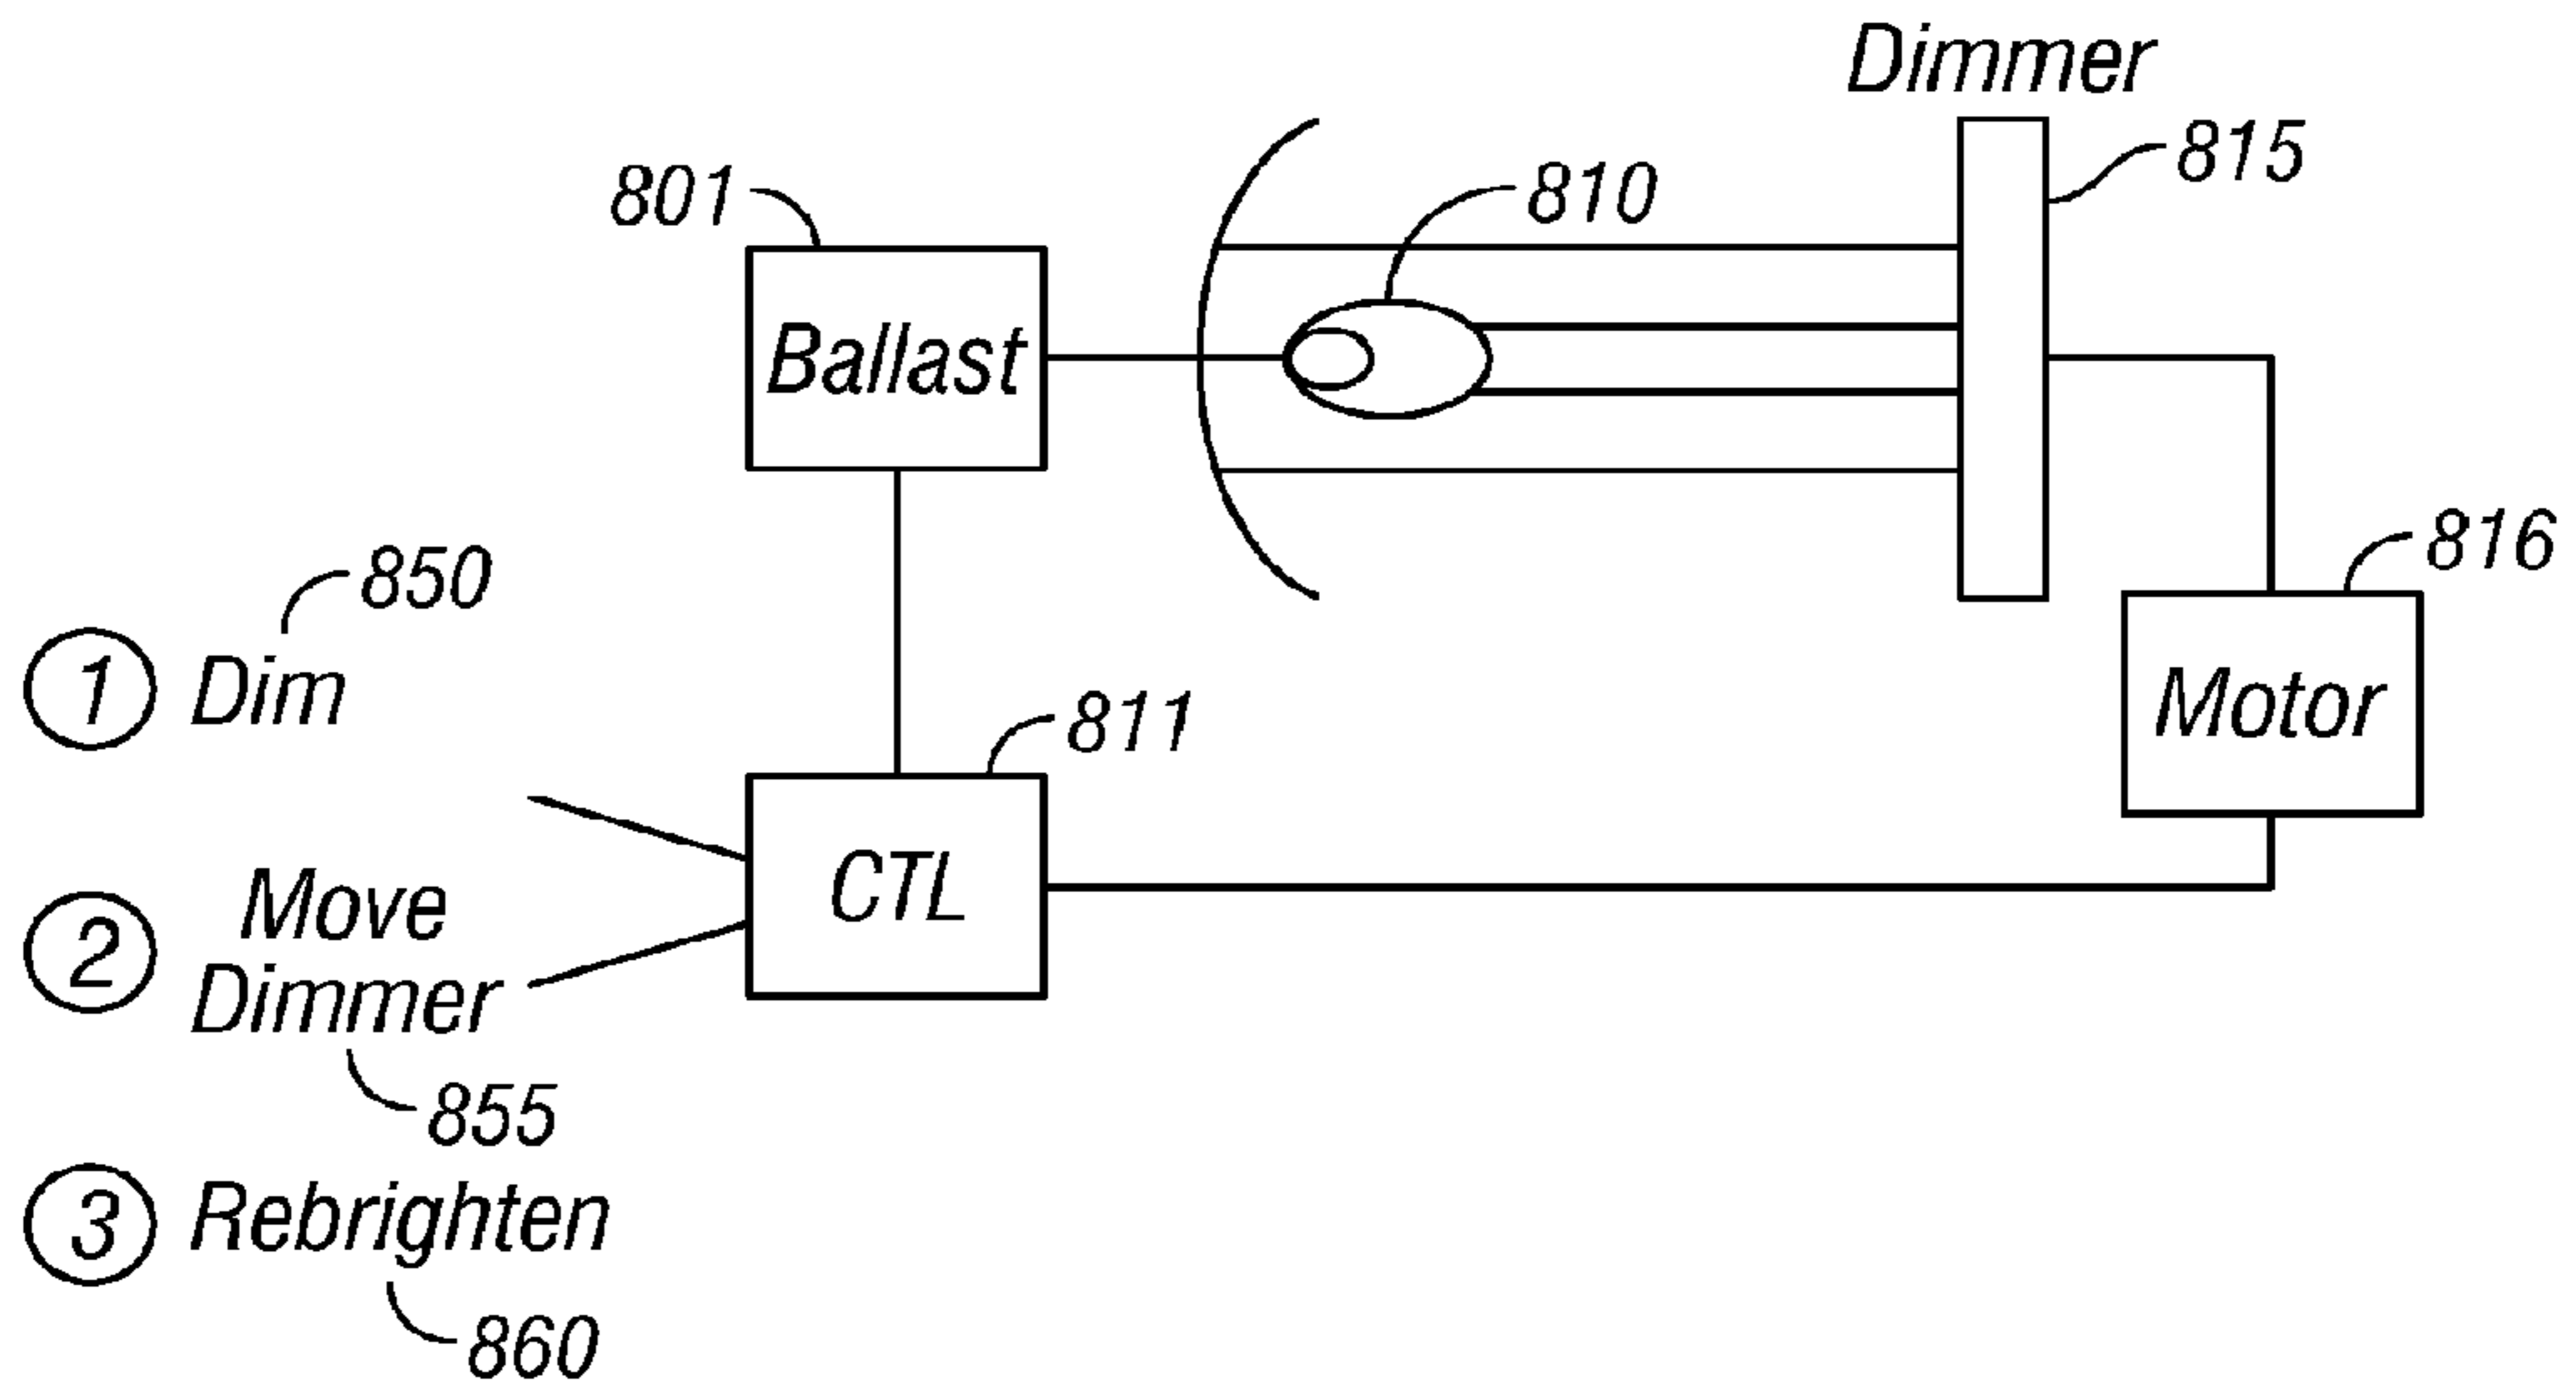 Dimmer
815
801
810
Ballast
816
850
1 Dim
Motor
811
CTL
2 Move
Dimmer
855
3 Rebrighten
860